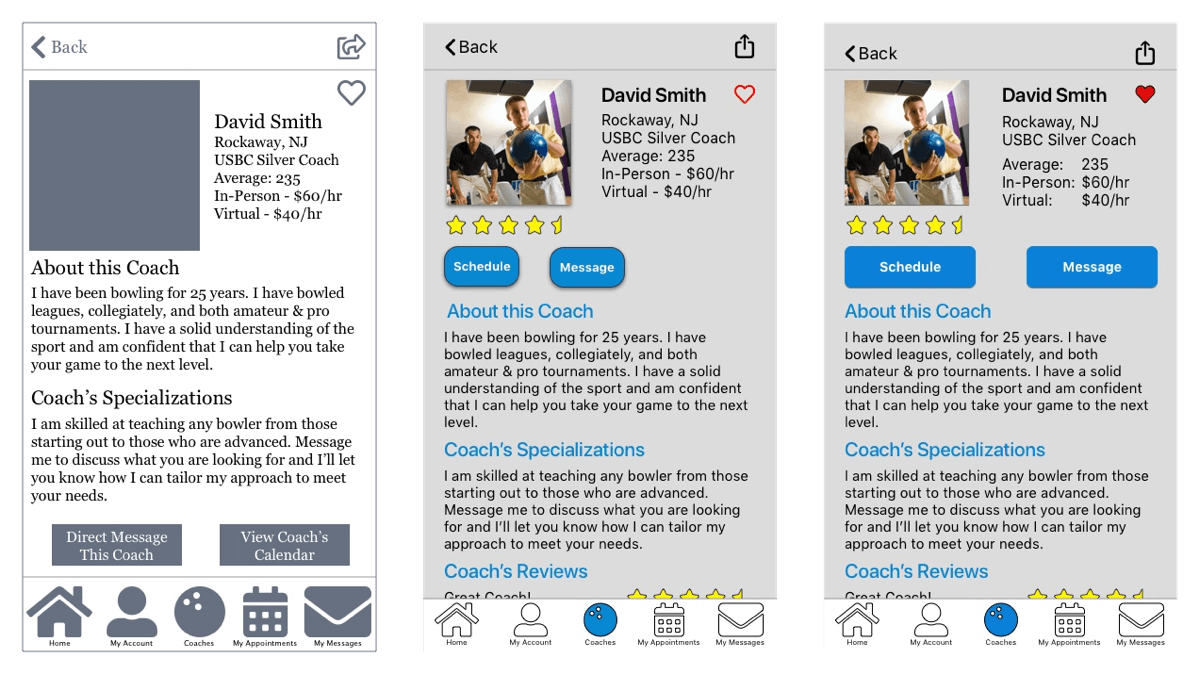 Back
David Smith
Rockaway, NJ
USBC Silver Coach
Average: 235
In-Person - $60/hr
Virtual - $40/hr
About this Coach
I have been bowling for 25 years. I have bowled
leagues, collegiately, and both amateur & pro
tournaments. I have a solid understanding of the
sport and am confident that I can help you take
your game to the next level.
Coach's Specializations
I am skilled at teaching any bowler from those
starting out to those who are advanced. Message
me to discuss what you are looking for and I'll let
you know how I can tailor my approach to meet
your needs.
Direct Message
This Coach
View Coach's
Calendar
Home
My Account
Coaches
My Appointments
My Messages
Back
David Smith
Rockaway, NJ
USBC Silver Coach
Average: 235
In-Person - $60/hr
Virtual - $40/hr
Schedule
Message
About this Coach
I have been bowling for 25 years. I have
bowled leagues, collegiately, and both
amateur & pro tournaments. I have a solid
understanding of the sport and am confident
that I can help you take your game to the next
level.
Coach's Specializations
I am skilled at teaching any bowler from those
starting out to those who are advanced.
Message me to discuss what you are looking
for and I'll let you know how I can tailor my
approach to meet your needs.
Coach's Reviews
Great Coach!
Home
My Account
Coaches
My Appointments
My Messages
Back
David Smith
Rockaway, NJ
USBC Silver Coach
Average: 235
In-Person: $60/hr
Virtual: $40/hr
Schedule
Message
About this Coach
I have been bowling for 25 years. I have
bowled leagues, collegiately, and both
amateur & pro tournaments. I have a solid
understanding of the sport and am confident
that I can help you take your game to the next
level.
Coach's Specializations
I am skilled at teaching any bowler from those
starting out to those who are advanced.
Message me to discuss what you are looking
for and I'll let you know how I can tailor my
approach to meet your needs.
Coach's Reviews
Great Coach!
Home
My Account
Coaches
My Appointments
My Messages